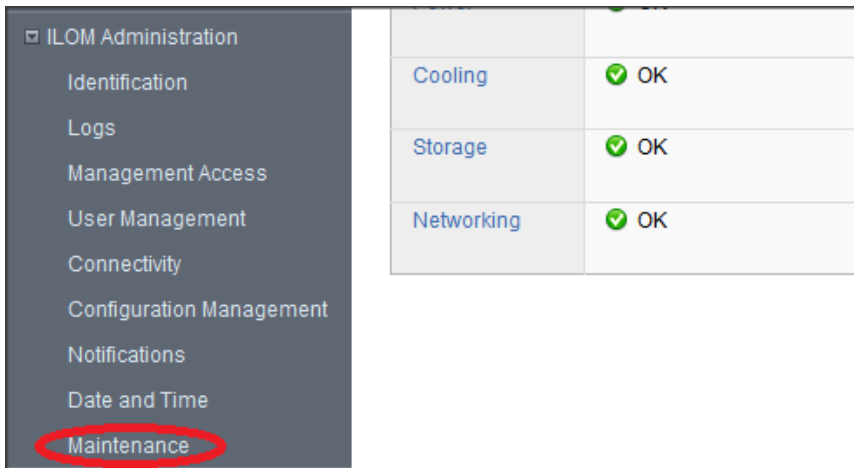 ILOM Administration
Identification
Logs
Management Access
User Management
Connectivity
Configuration Management
Notifications
Date and Time
Maintenance
Cooling OK
Storage OK
Networking OK